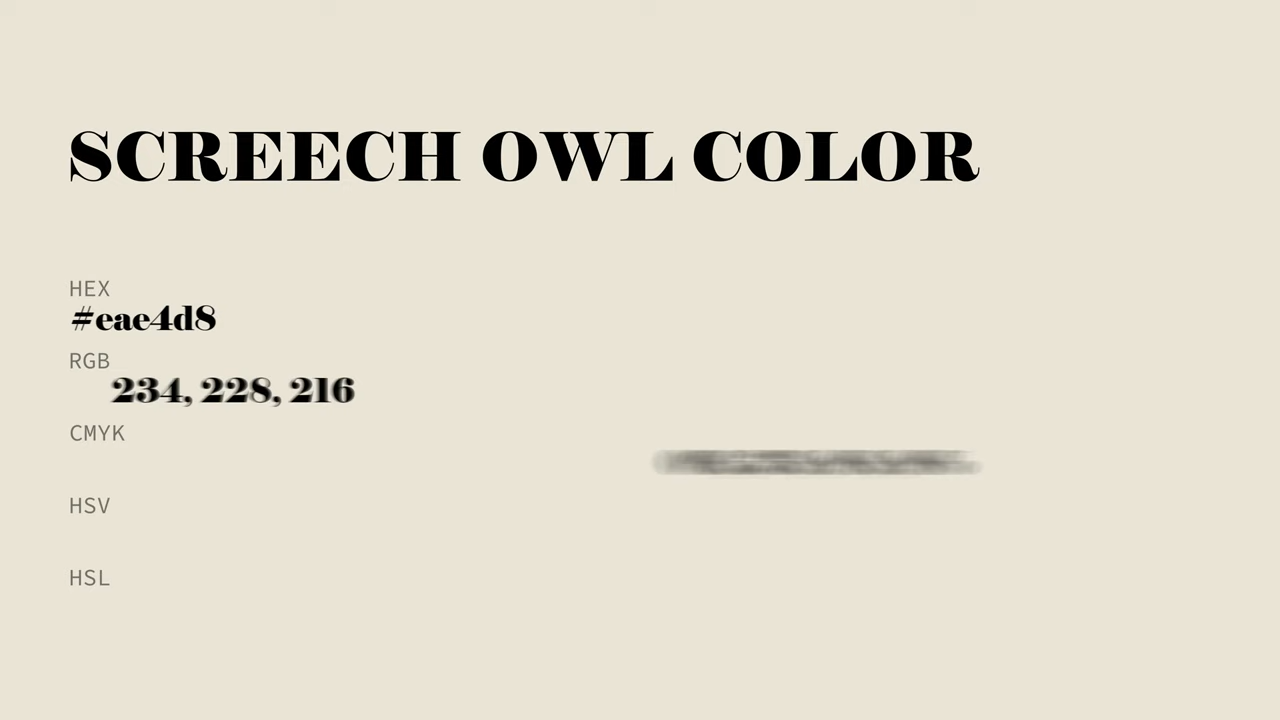 SCREECH OWL COLOR
HEX
#eae4d8
RGB
234, 228, 216
CMYK
HSV
HSL